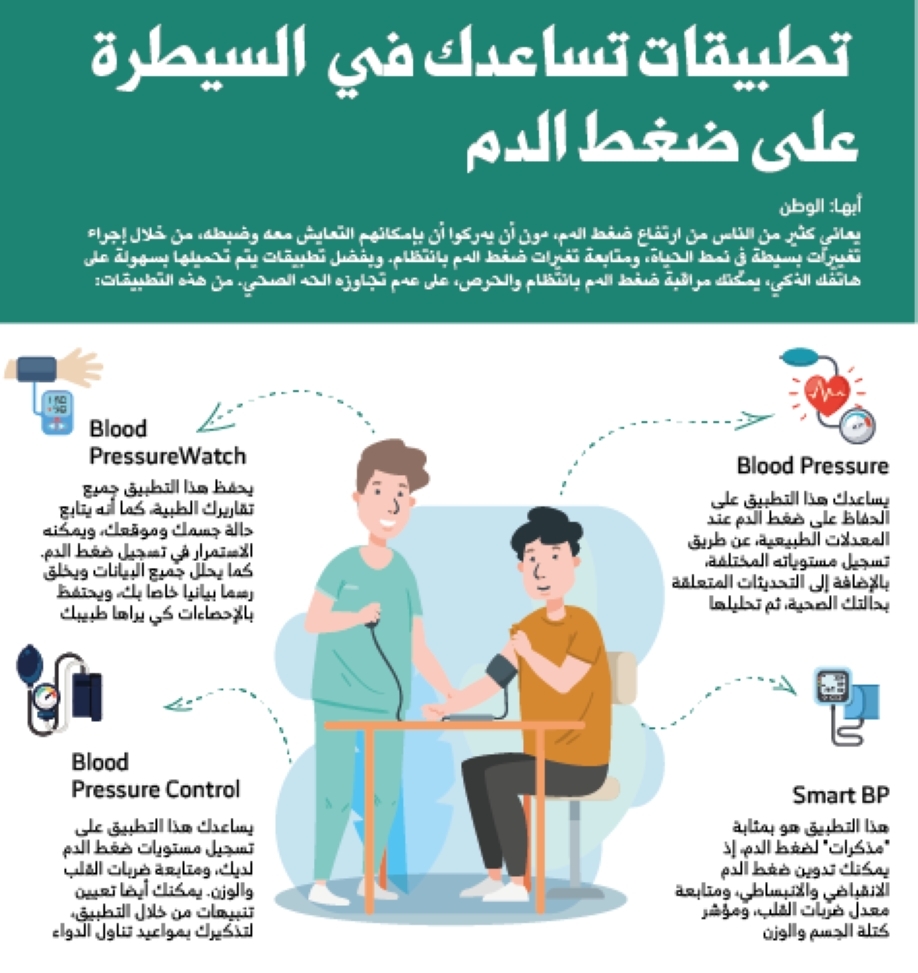 تطبيقات تساعدك في السيطرة
على ضغط الدم
أبها: الوطن
يعاني كثير من الناس من ارتفاع ضغط الدم، دون أن يدركوا أن بإمكانهم التعايش معه وضبطه، من خلال إجراء
تغييرات بسيطة في نمط الحياة، ومتابعة تغيرات ضغط الدم بانتظام. وبفضل تطبيقات يتم تحميلها بسهولة على
هاتفك الذكي، يمكنك مراقبة ضغط الدم بانتظام والحرص، على عدم تجاوزه الحد الصحي. من هذه التطبيقات:
Blood Pressure
يساعدك هذا التطبيق على
الحفاظ على ضغط الدم عند
المعدلات الطبيعية، عن طريق
تسجيل مستوياته المختلفة،
بالإضافة إلى التحديثات المتعلقة
بحالتك الصحية، ثم تحليلها
Blood
PressureWatch
يحفظ هذا التطبيق جميع
تقاريرك الطبية، كما أنه يتابع
حالة جسمك وموقعك، ويمكنه
الاستمرار في تسجيل ضغط الدم.
كما يحلل جميع البيانات ويخلق
رسما بيانيا خاصا بك، ويحتفظ
بالإحصاءات كي يراها طبيبك
Smart BP
هذا التطبيق هو بمثابة
"مذكرات" لضغط الدم، إذ
يمكنك تدوين ضغط الدم
الانقباضي والانبساطي، ومتابعة
معدل ضربات القلب، ومؤشر
كتلة الجسم والوزن
Blood
Pressure Control
يساعدك هذا التطبيق على
تسجيل مستويات ضغط الدم
لديك، ومتابعة ضربات القلب
والوزن. يمكنك أيضا تعيين
تنبيهات من خلال التطبيق،
لتذكيرك بمواعيد تناول الدواء